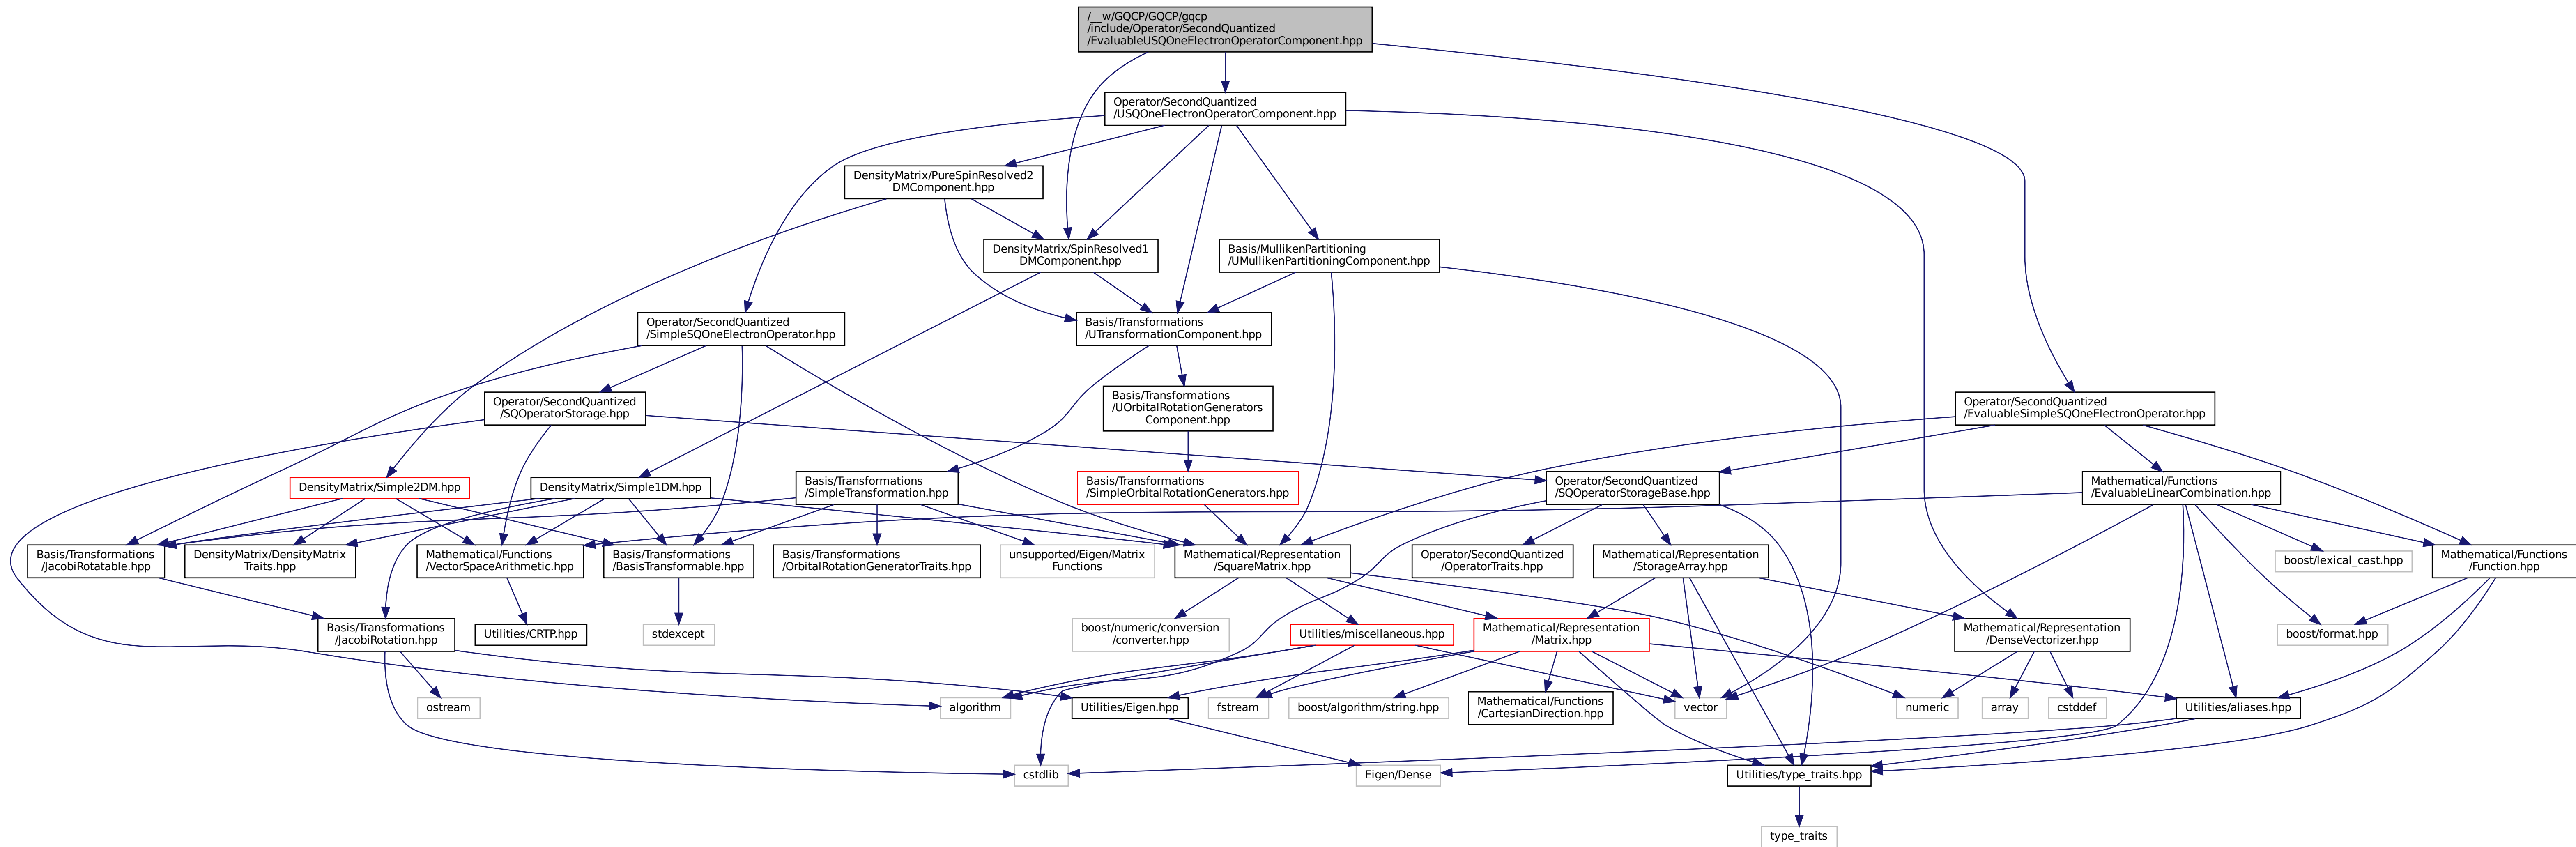 /__w/GQCP/GQCP/gqcp
/include/Operator/SecondQuantized
/EvaluableUSQOneElectronOperatorComponent.hpp
Operator/SecondQuantized
/USQOneElectronOperatorComponent.hpp
DensityMatrix/PureSpinResolved2
DMComponent.hpp
DensityMatrix/SpinResolved1
DMComponent.hpp
Basis/MullikenPartitioning
/UMullikenPartitioningComponent.hpp
Operator/SecondQuantized
/SimpleSQOneElectronOperator.hpp
Basis/Transformations
/UTransformationComponent.hpp
Operator/SecondQuantized
/SQOperatorStorage.hpp
Basis/Transformations
/UOrbitalRotationGenerators
Component.hpp
Operator/SecondQuantized
/EvaluableSimpleSQOneElectronOperator.hpp
DensityMatrix/Simple2DM.hpp
DensityMatrix/Simple1DM.hpp
Basis/Transformations
/SimpleTransformation.hpp
Basis/Transformations
/SimpleOrbitalRotationGenerators.hpp
Operator/SecondQuantized
/SQOperatorStorageBase.hpp
Mathematical/Functions
/EvaluableLinearCombination.hpp
Basis/Transformations
/JacobiRotatable.hpp
DensityMatrix/DensityMatrix
Traits.hpp
Mathematical/Functions
/VectorSpaceArithmetic.hpp
Basis/Transformations
/BasisTransformable.hpp
Basis/Transformations
/OrbitalRotationGeneratorTraits.hpp
unsupported/Eigen/Matrix
Functions
Mathematical/Representation
/SquareMatrix.hpp
Operator/SecondQuantized
/OperatorTraits.hpp
Mathematical/Representation
/StorageArray.hpp
boost/lexical_cast.hpp
Mathematical/Functions
/Function.hpp
Basis/Transformations
/JacobiRotation.hpp
Utilities/CRTP.hpp
stdexcept
boost/numeric/conversion
/converter.hpp
Utilities/miscellaneous.hpp
Mathematical/Representation
/Matrix.hpp
Mathematical/Representation
/DenseVectorizer.hpp
boost/format.hpp
ostream
algorithm
Utilities/Eigen.hpp
fstream
boost/algorithm/string.hpp
Mathematical/Functions
/CartesianDirection.hpp
vector
numeric
array
cstddef
Utilities/aliases.hpp
cstdlib
Eigen/Dense
Utilities/type_traits.hpp
type_traits